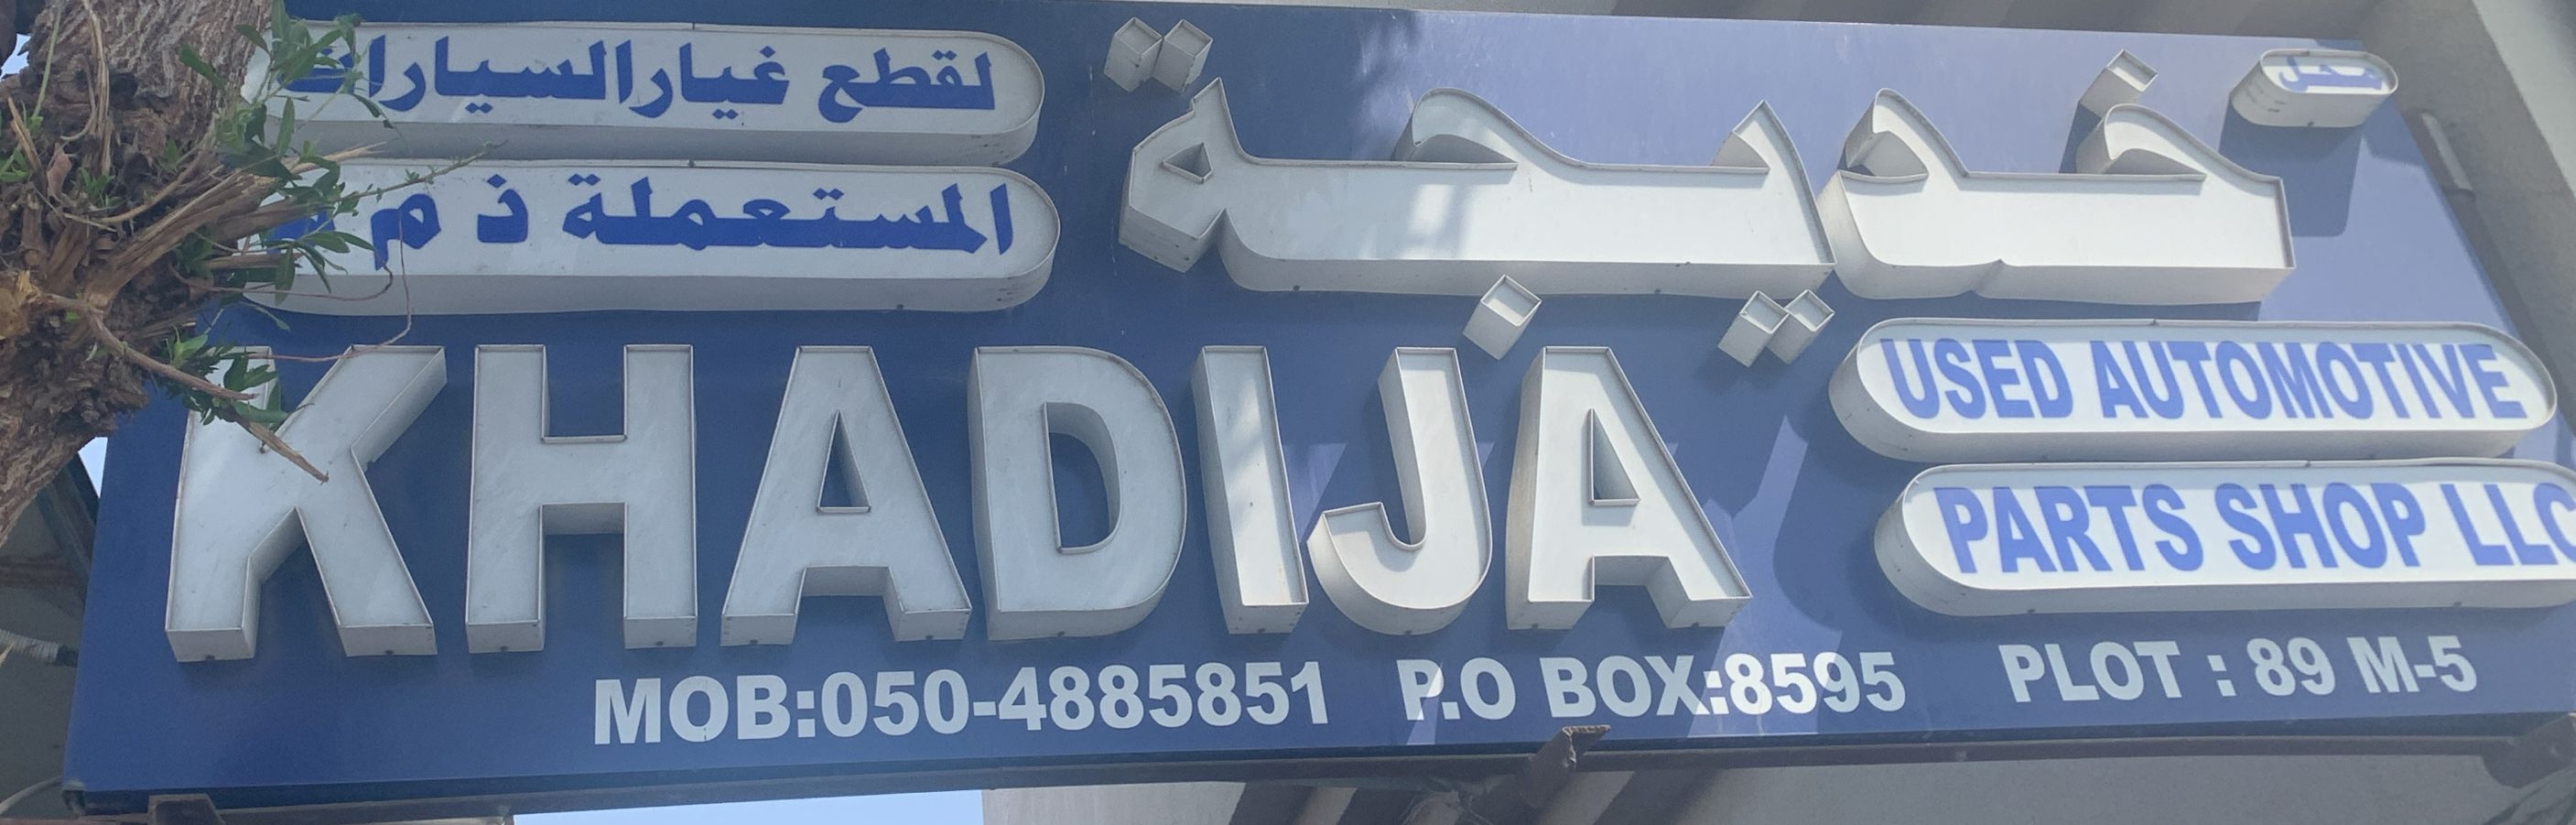 محل خديجة لقطع غيار السيارات
المستعملة ذ م م
KHADIJA USED AUTOMOTIVE
PARTS SHOP LLC
MOB:050-4885851 P.O BOX:8595 PLOT : 89 M-5